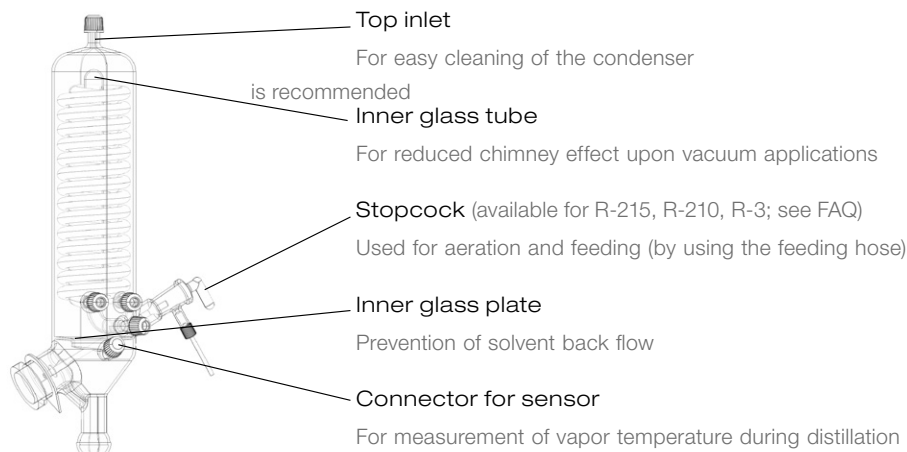 Top inlet
For easy cleaning of the condenser
is recommended
Inner glass tube
For reduced chimney effect upon vacuum applications
Stopcock (available for R-215, R-210, R-3; see FAQ)
Used for aeration and feeding (by using the feeding hose)
Inner glass plate
Prevention of solvent back flow
Connector for sensor
For measurement of vapor temperature during distillation